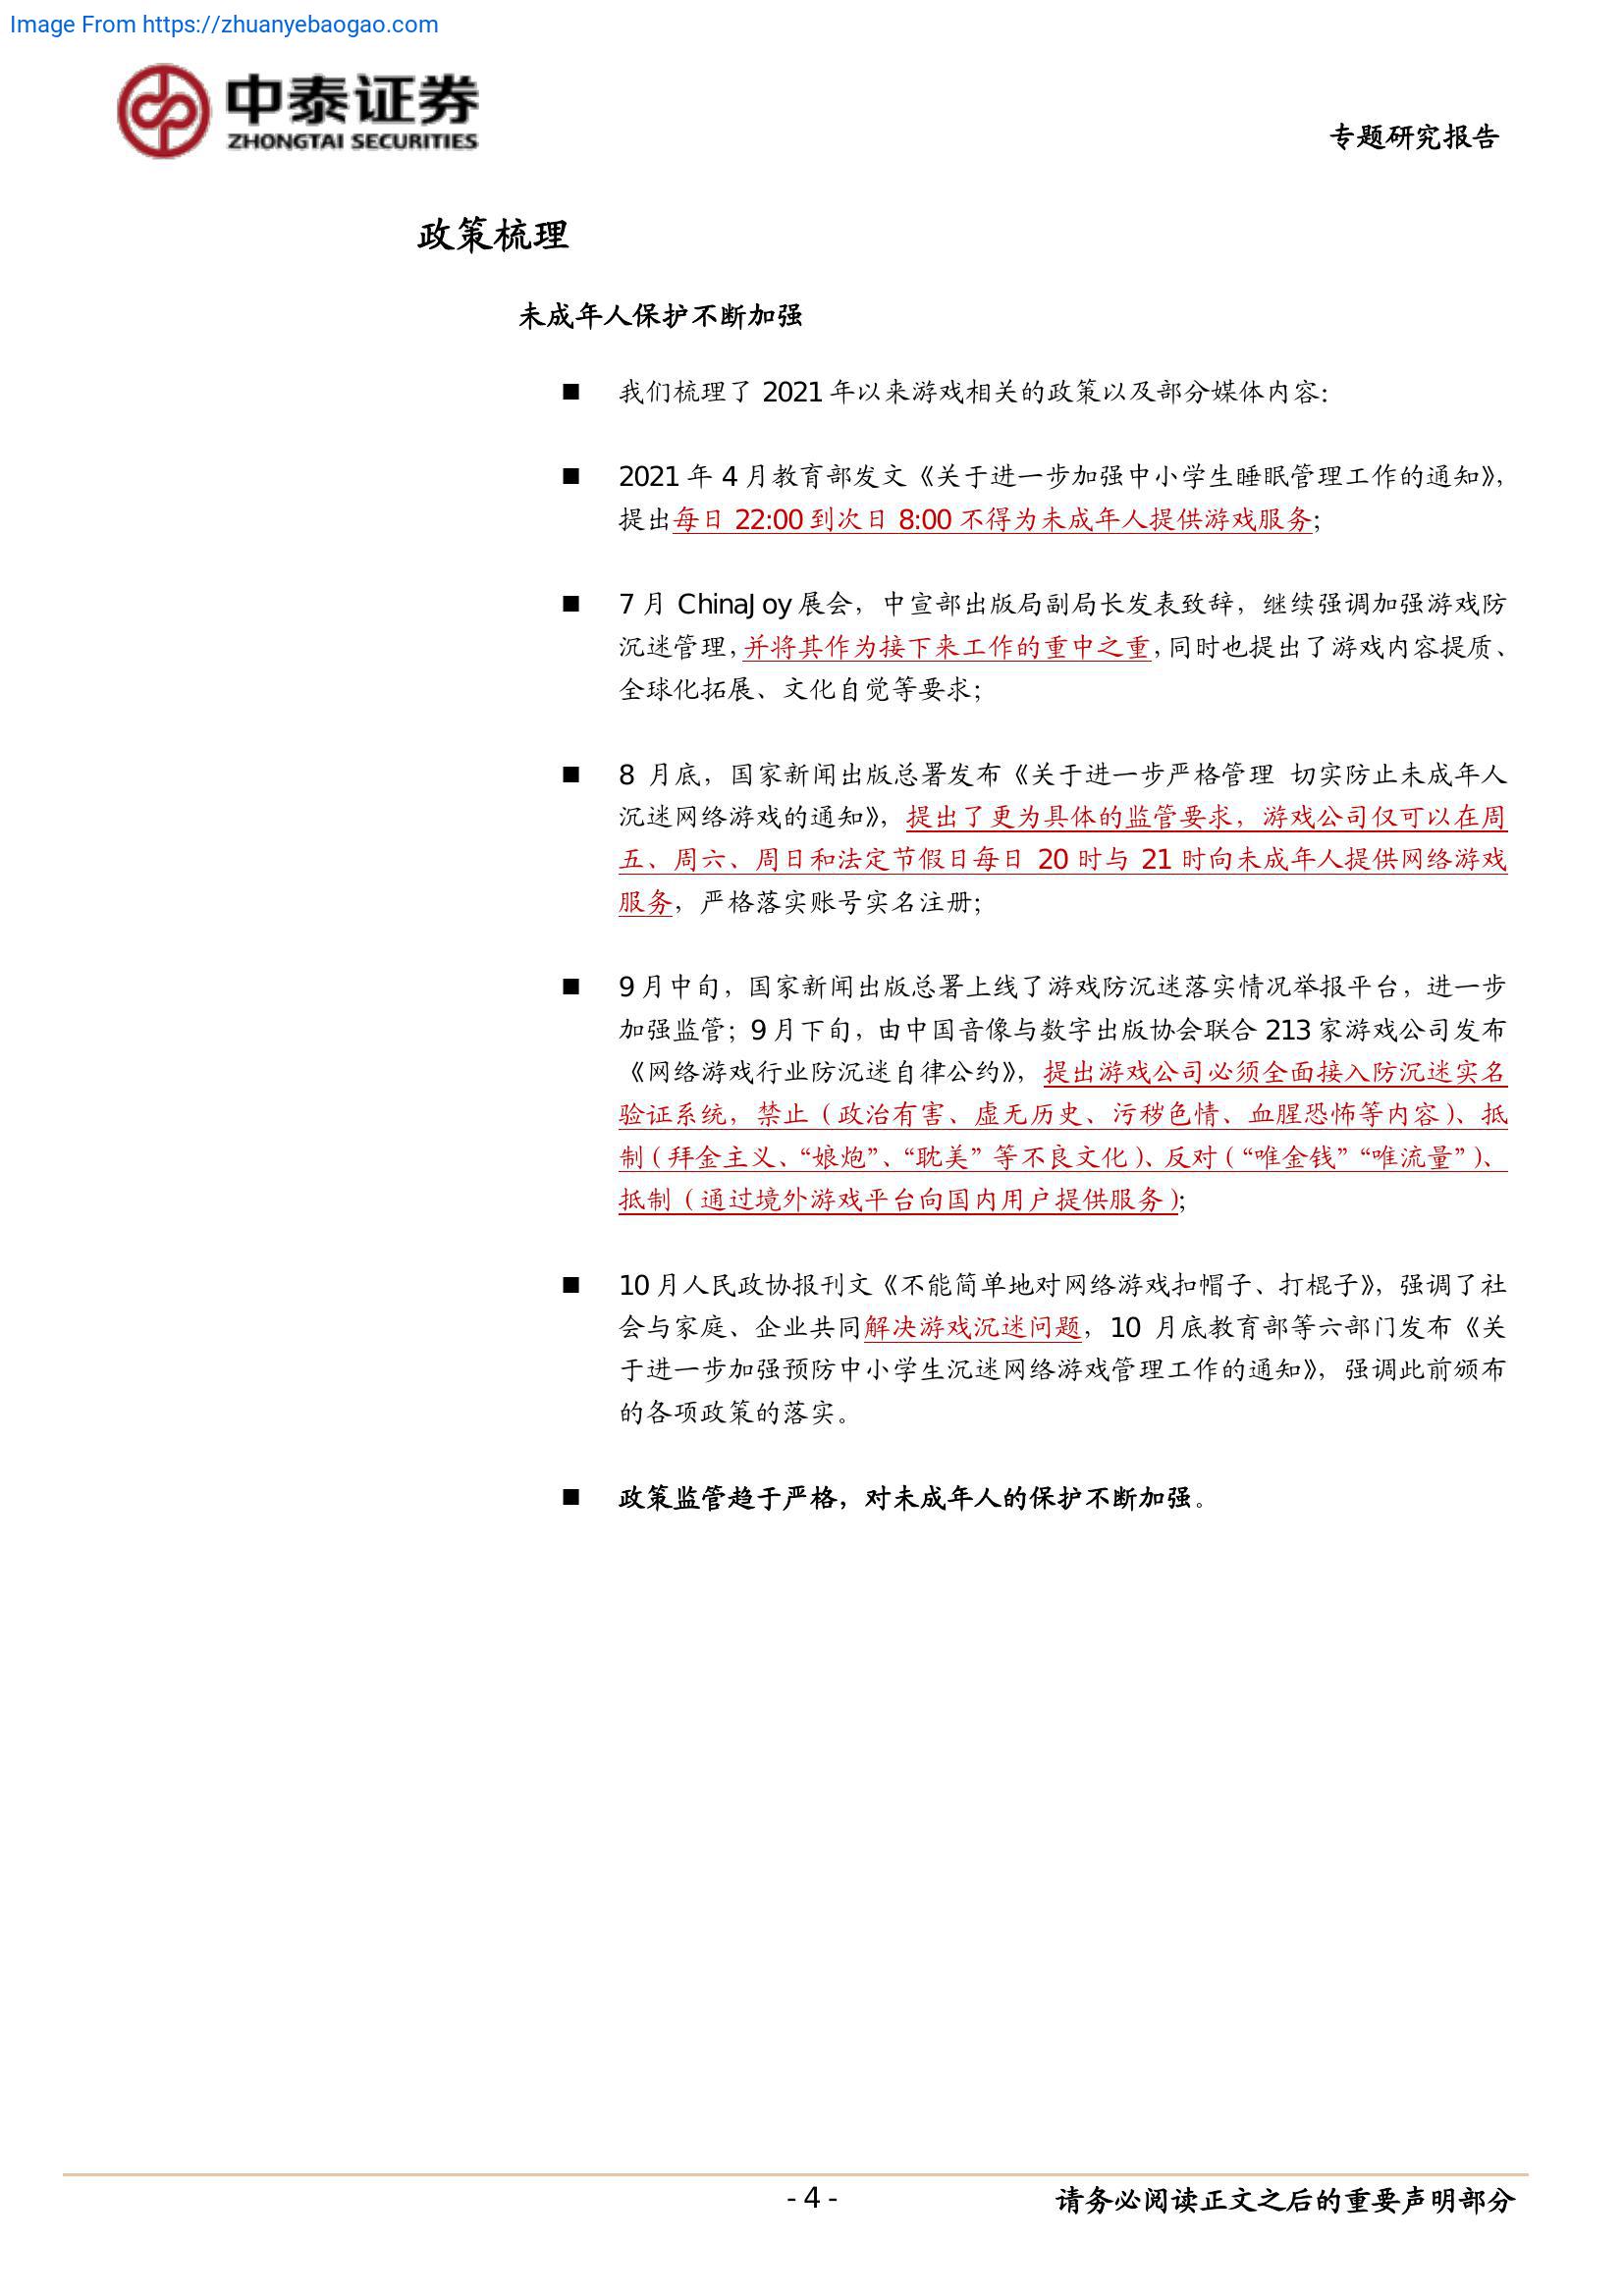 Image From https://zhuanyebaogao.com
中泰证券
ZHONGTAI SECURITIES
专题研究报告
政策梳理
未成年人保护不断加强
■ 我们梳理了 2021 年以来游戏相关的政策以及部分媒体内容：
■ 2021 年 4 月教育部发文《关于进一步加强中小学生睡眠管理工作的通知》，
提出每日 22:00 到次日 8:00 不得为未成年人提供游戏服务；
■ 7 月 ChinaJoy 展会，中宣部出版局副局长发表致辞，继续强调加强游戏防
沉迷管理，并将其作为接下来工作的重中之重，同时也提出了游戏内容提质、
全球化拓展、文化自觉等要求；
■ 8 月底，国家新闻出版总署发布《关于进一步严格管理 切实防止未成年人
沉迷网络游戏的通知》，提出了更为具体的监管要求，游戏公司仅可以在周
五、周六、周日和法定节假日每日 20 时与 21 时向未成年人提供网络游戏
服务，严格落实账号实名注册；
■ 9 月中旬，国家新闻出版总署上线了游戏防沉迷落实情况举报平台，进一步
加强监管；9 月下旬，由中国音像与数字出版协会联合 213 家游戏公司发布
《网络游戏行业防沉迷自律公约》，提出游戏公司必须全面接入防沉迷实名
验证系统，禁止（政治有害、虚无历史、污秽色情、血腥恐怖等内容）、抵
制（拜金主义、“娘炮”、“耽美”等不良文化）、反对（“唯金钱”“唯流量”）、
抵制（通过境外游戏平台向国内用户提供服务）；
■ 10 月人民政协报刊文《不能简单地对网络游戏扣帽子、打棍子》，强调了社
会与家庭、企业共同解决游戏沉迷问题，10 月底教育部等六部门发布《关
于进一步加强预防中小学生沉迷网络游戏管理工作的通知》，强调此前颁布
的各项政策的落实。
■ 政策监管趋于严格，对未成年人的保护不断加强。
- 4 -
请务必阅读正文之后的重要声明部分